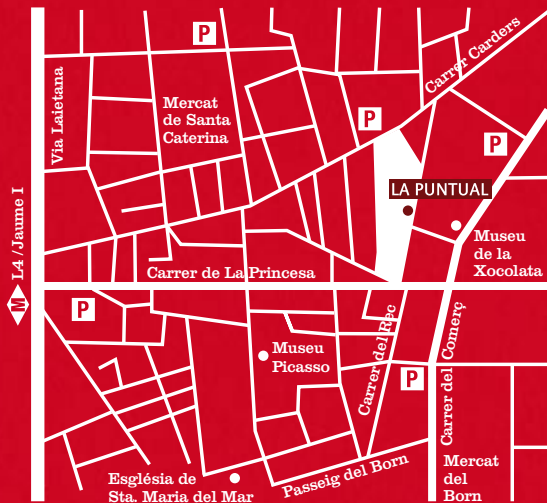 P
Carrer Carders
Via Laietana
Mercat
de Santa
Caterina
P
P
LA PUNTUAL
Museu
de la
Xocolata
M L4/Jaume I
Carrer de La Princesa
P
Museu
Picasso
Carrer del Rec
P
Carrer del Comerç
Passeig del Born
Mercat
del
Born
Església de
Sta. Maria del Mar